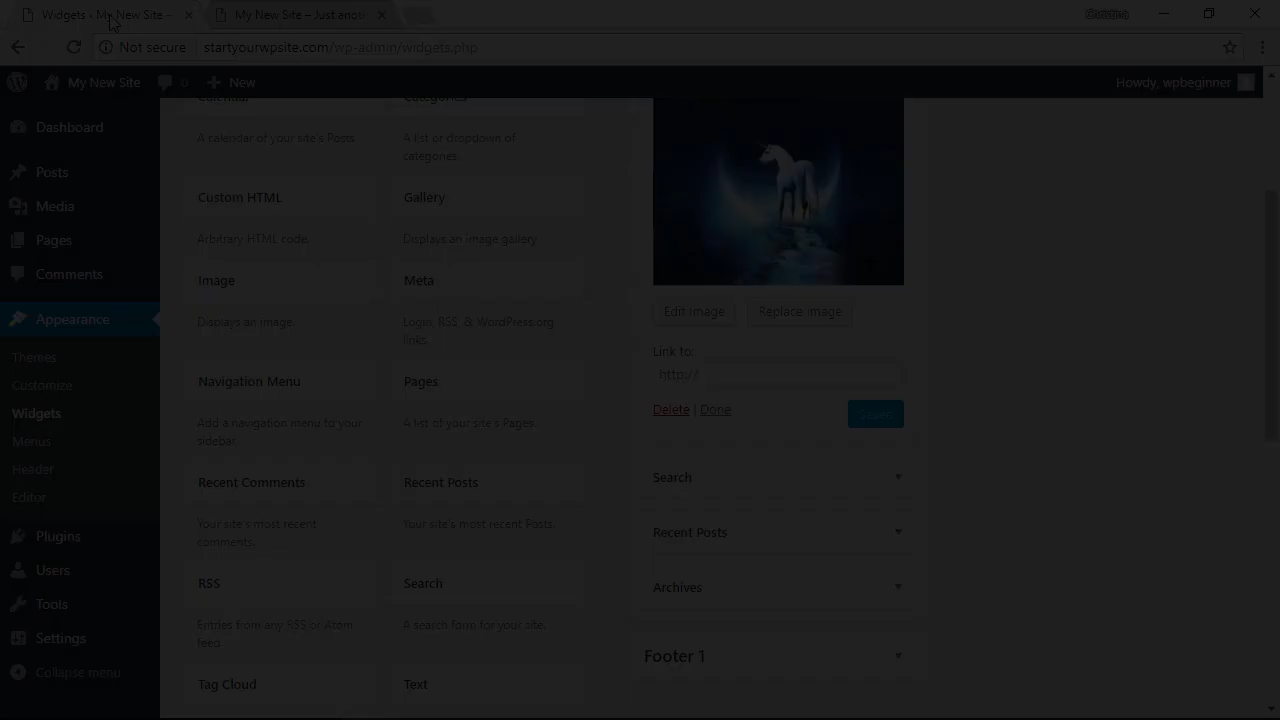 Widgets ‹ My New Site –
My New Site – Just anot
Christina
Not secure
startyourwpsite.com/wp-admin/widgets.php
My New Site
0
New
Howdy, wpbeginner
Dashboard
Posts
Media
Pages
Comments
Appearance
Themes
Customize
Widgets
Menus
Header
Editor
Plugins
Users
Tools
Settings
Collapse menu
Calendar
Categories
A calendar of your site's Posts.
A list or dropdown of
categories.
Custom HTML
Gallery
Arbitrary HTML code.
Displays an image gallery.
Image
Meta
Displays an image.
Login, RSS, & WordPress.org
links.
Navigation Menu
Pages
Add a navigation menu to your
sidebar.
A list of your site's Pages.
Recent Comments
Recent Posts
Your site's most recent
comments.
Your site's most recent Posts.
RSS
Search
Entries from any RSS or Atom
feed.
A search form for your site.
Tag Cloud
Text
Edit Image
Replace Image
Link to:
http://
Delete | Done
Search
Recent Posts
Archives
Footer 1